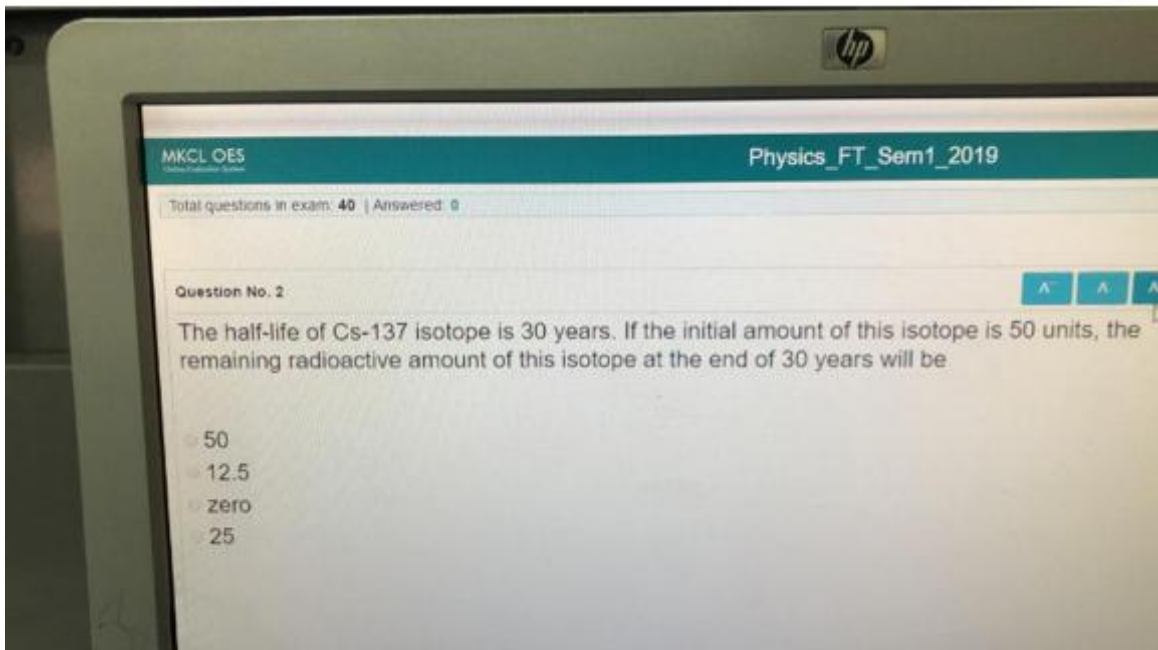 hp
MKCL OES
Physics_FT_Sem1_2019
Total questions in exam: 40 | Answered: 0
Question No. 2
A-
A
The half-life of Cs-137 isotope is 30 years. If the initial amount of this isotope is 50 units, the
remaining radioactive amount of this isotope at the end of 30 years will be
50
12.5
zero
25